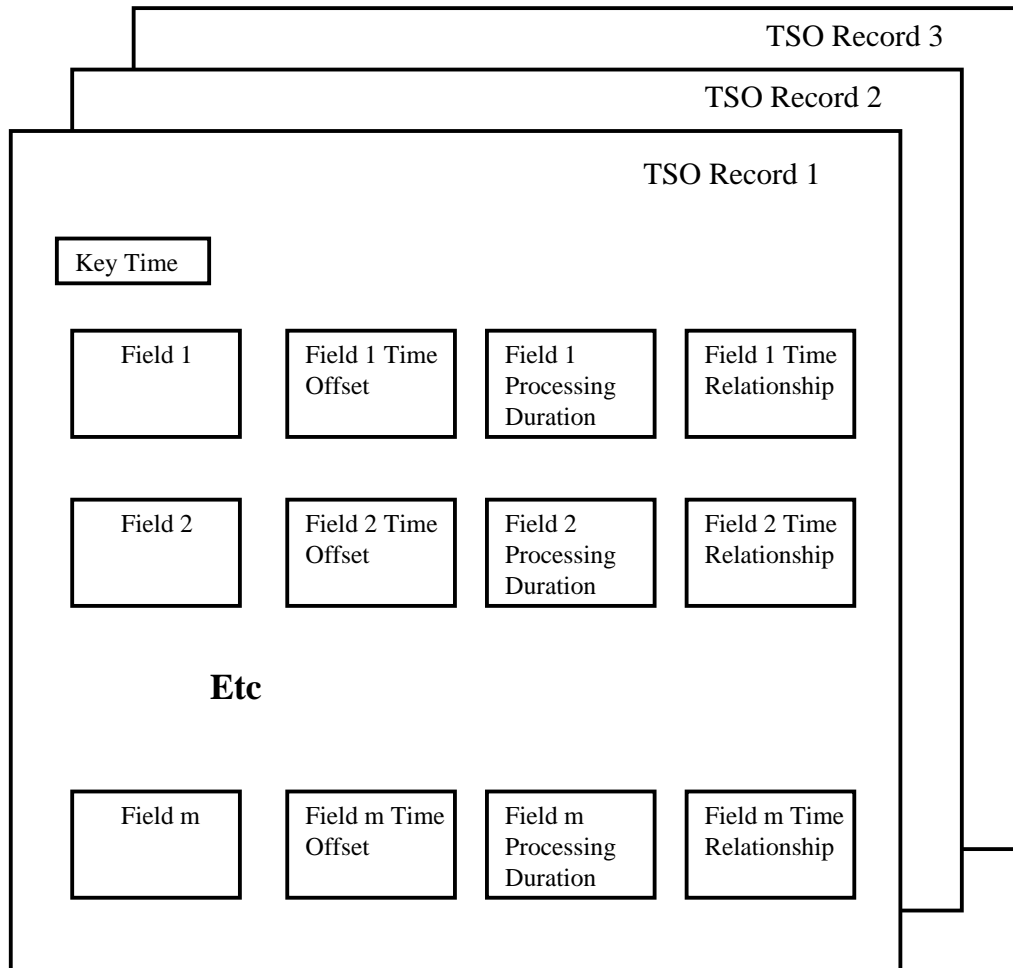 TSO Record 3
TSO Record 2
TSO Record 1
Key Time
Field 1
Field 1 Time
Offset
Field 1
Processing
Duration
Field 1 Time
Relationship
Field 2
Field 2 Time
Offset
Field 2
Processing
Duration
Field 2 Time
Relationship
Etc
Field m
Field m Time
Offset
Field m
Processing
Duration
Field m Time
Relationship